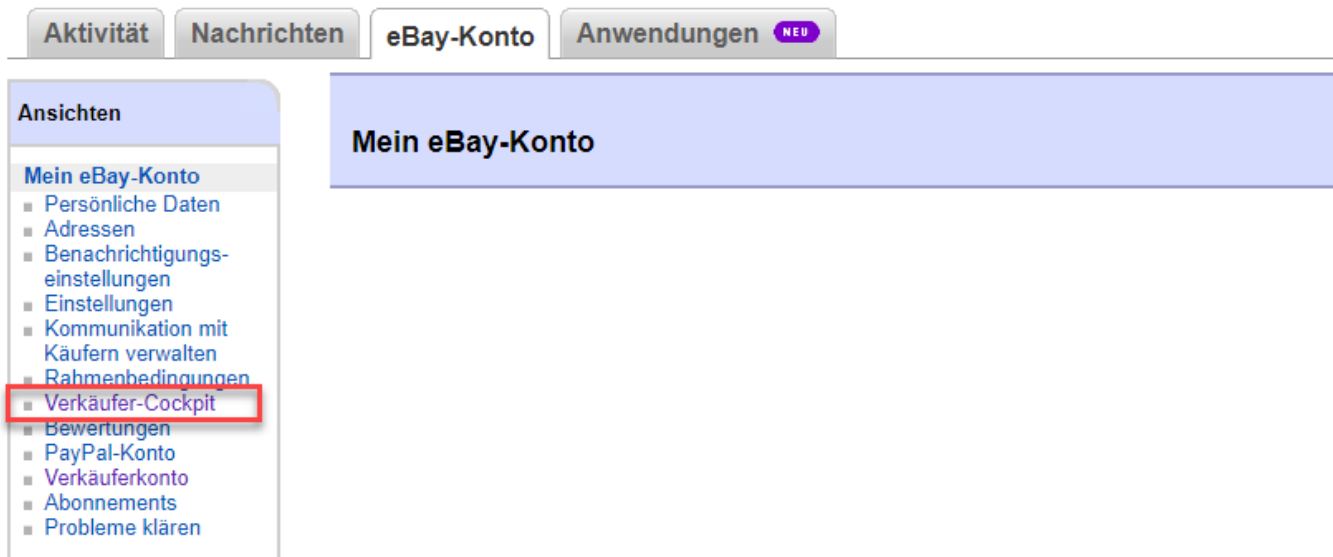 Aktivität Nachrichten eBay-Konto Anwendungen NEU
Ansichten
Mein eBay-Konto
Mein eBay-Konto
Persönliche Daten
Adressen
Benachrichtigungs-
einstellungen
Einstellungen
Kommunikation mit
Käufern verwalten
Rahmenbedingungen
Verkäufer-Cockpit
Bewertungen
PayPal-Konto
Verkäuferkonto
Abonnements
Probleme klären